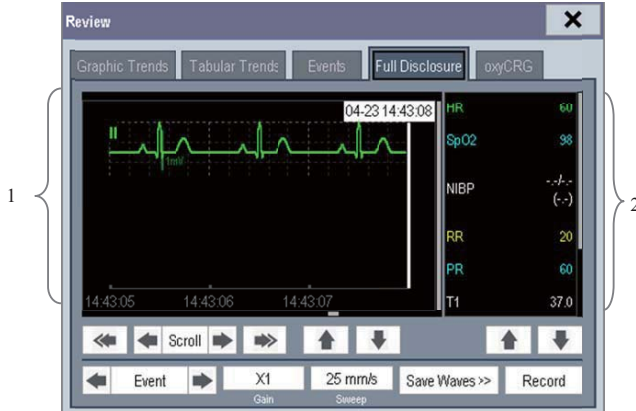 Review
Graphic Trends Tabular Trends Events Full Disclosure oxyCRG
04-23 14:43:08
II
1mV
14:43:05 14:43:06 14:43:07
HR 60
SpO2 98
NIBP -.-/-.-
(-.-)
RR 20
PR 60
T1 37.0
1
2
Scroll
Event X1 25 mm/s Save Waves >> Record
Gain Sweep